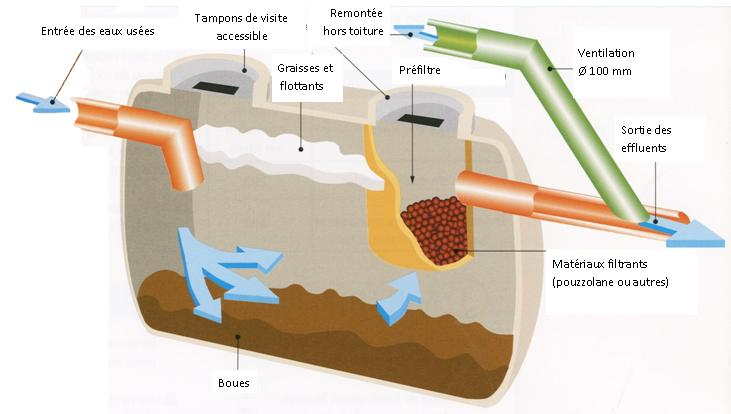 Entrée des eaux usées
Tampons de visite
accessible
Remontée
hors toiture
Graisses et
flottants
Préfiltre
Ventilation
Ø 100 mm
Sortie des
effluents
Matériaux filtrants
(pouzzolane ou autres)
Boues